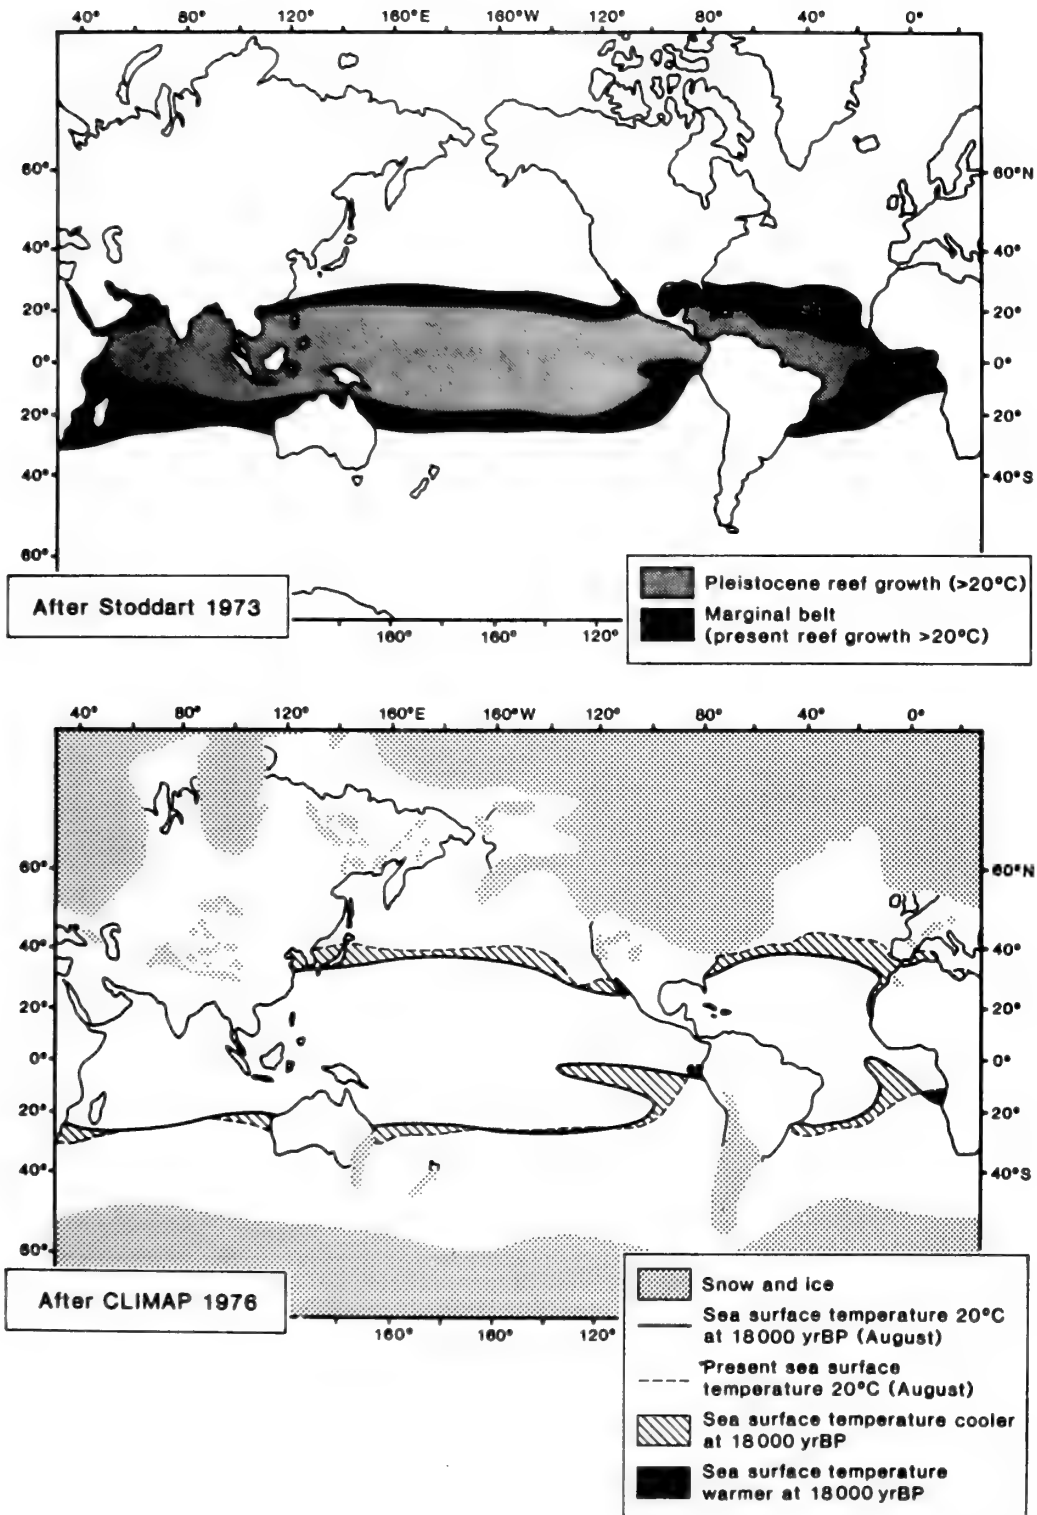 40° 80° 120° 160°E 160°W 120° 80° 40° 0°
60° 60°N
40° 40°
20° 20°
0° 0°
20° 20°
40° 40°S
60°
After Stoddart 1973
160° 160° 120°
Pleistocene reef growth (>20°C)
Marginal belt
(present reef growth >20°C)
40° 80° 120° 160°E 160°W 120° 80° 40° 0°
60° 60°N
40° 40°
20° 20°
0° 0°
20° 20°
40° 40°S
60°
After CLIMAP 1976
160° 160° 120°
Snow and ice
Sea surface temperature 20°C
at 18000 yrBP (August)
Present sea surface
temperature 20°C (August)
Sea surface temperature cooler
at 18000 yrBP
Sea surface temperature
warmer at 18000 yrBP